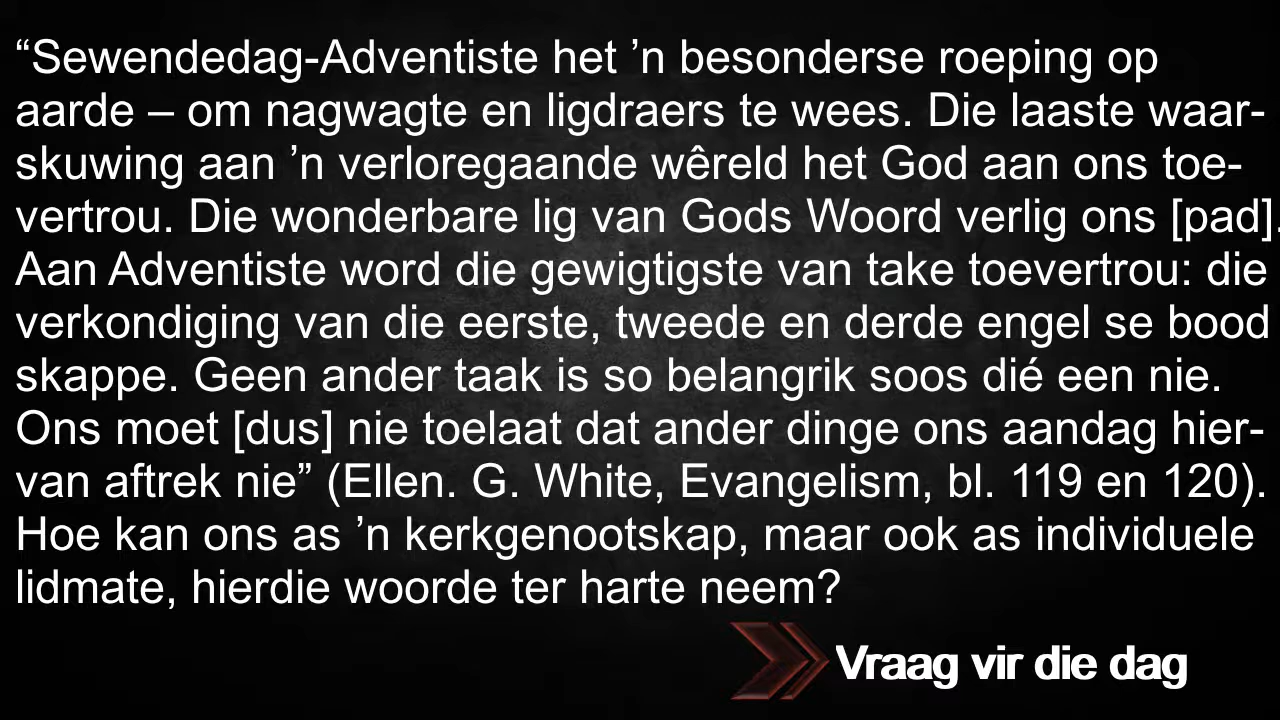 “Sewendedag-Adventiste het ’n besonderse roeping op
aarde – om nagwagte en ligdraers te wees. Die laaste waar-
skuwing aan ’n verloregaande wêreld het God aan ons toe-
vertrou. Die wonderbare lig van Gods Woord verlig ons [pad].
Aan Adventiste word die gewigtigste van take toevertrou: die
verkondiging van die eerste, tweede en derde engel se bood
skappe. Geen ander taak is so belangrik soos dié een nie.
Ons moet [dus] nie toelaat dat ander dinge ons aandag hier-
van aftrek nie” (Ellen. G. White, Evangelism, bl. 119 en 120).
Hoe kan ons as ’n kerkgenootskap, maar ook as individuele
lidmate, hierdie woorde ter harte neem?
Vraag vir die dag